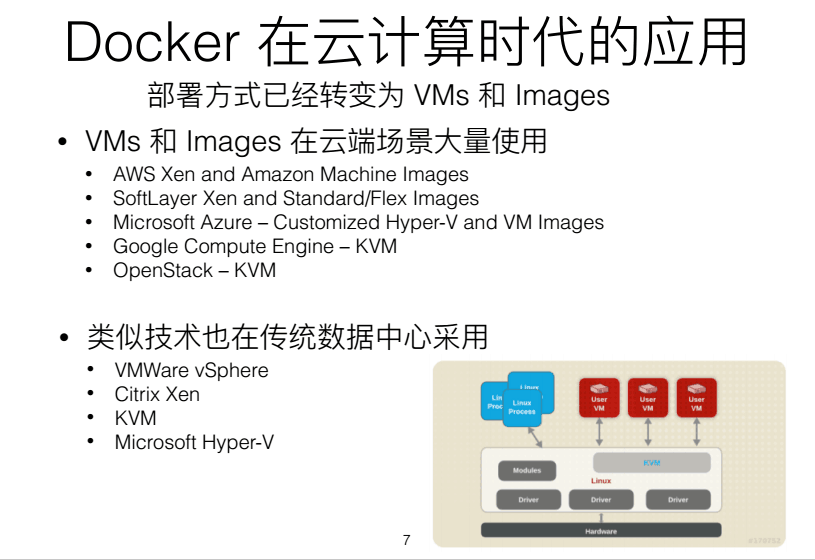 Docker 在云计算时代的应用
部署方式已经转变为 VMs 和 Images
• VMs 和 Images 在云端场景大量使用
• AWS Xen and Amazon Machine Images
• SoftLayer Xen and Standard/Flex Images
• Microsoft Azure – Customized Hyper-V and VM Images
• Google Compute Engine – KVM
• OpenStack – KVM
• 类似技术也在传统数据中心采用
• VMWare vSphere
• Citrix Xen
• KVM
• Microsoft Hyper-V
Linux
Linux
Process
User
VM
User
VM
User
VM
KVM
Modules
Linux
Driver
Driver
Driver
Hardware
7